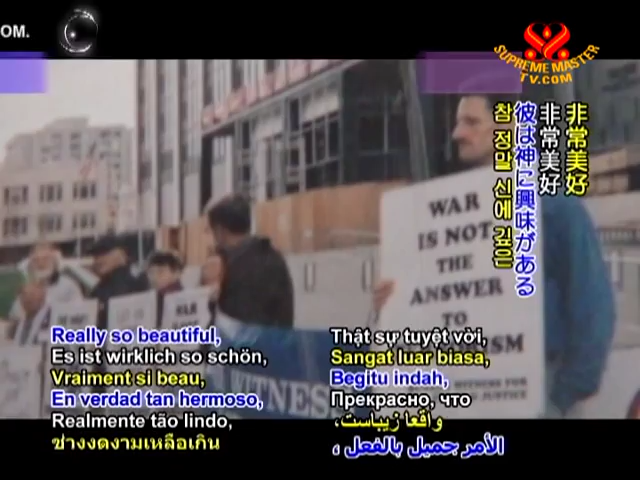 OM.
SUPREME MASTER
TV.COM
非常美好
非常美好
彼は神に興味がある
참 정말 신에 깊은
WAR
IS NOT
THE
ANSWER
TO
WITNESS
WITNESS FOR
JUSTICE
Really so beautiful,
Es ist wirklich so schön,
Vraiment si beau,
En verdad tan hermoso,
Realmente tão lindo,
ช่างงดงามเหลือเกิน
Thật sự tuyệt vời,
Sangat luar biasa,
Begitu indah,
Прекрасно, что
واقعا زیباست،
الأمر جميل بالفعل ،